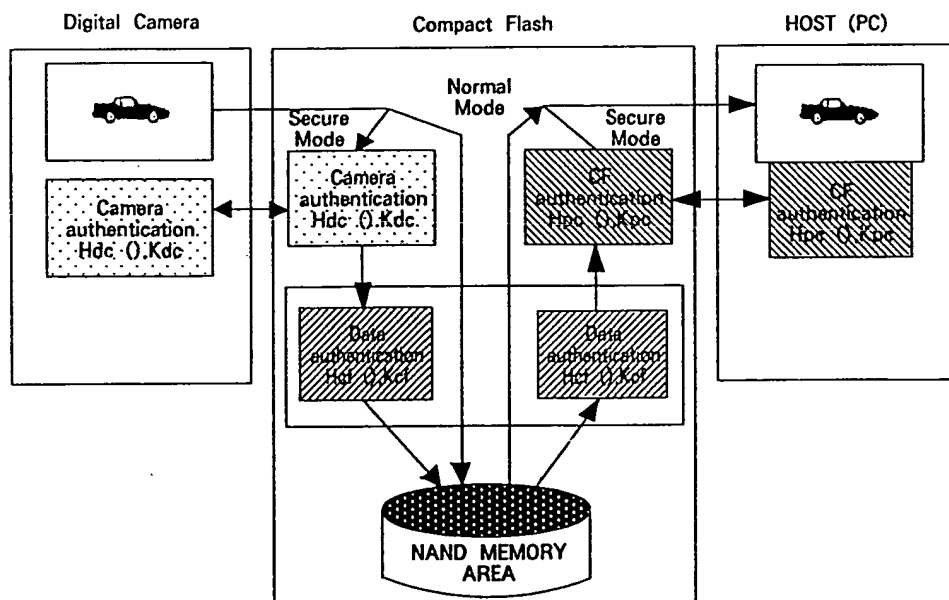 Digital Camera
Compact Flash
HOST (PC)
Normal
Mode
Secure
Mode
Secure
Mode
Camera
authentication
Hdc (),Kdc
Camera
authentication
Hdc (),Kdc
CF
authentication
Hpc (),Kpc
CF
authentication
Hpc (),Kpc
Data
authentication
Hcf (),Kcf
Data
authentication
Hcf (),Kcf
NAND MEMORY
AREA